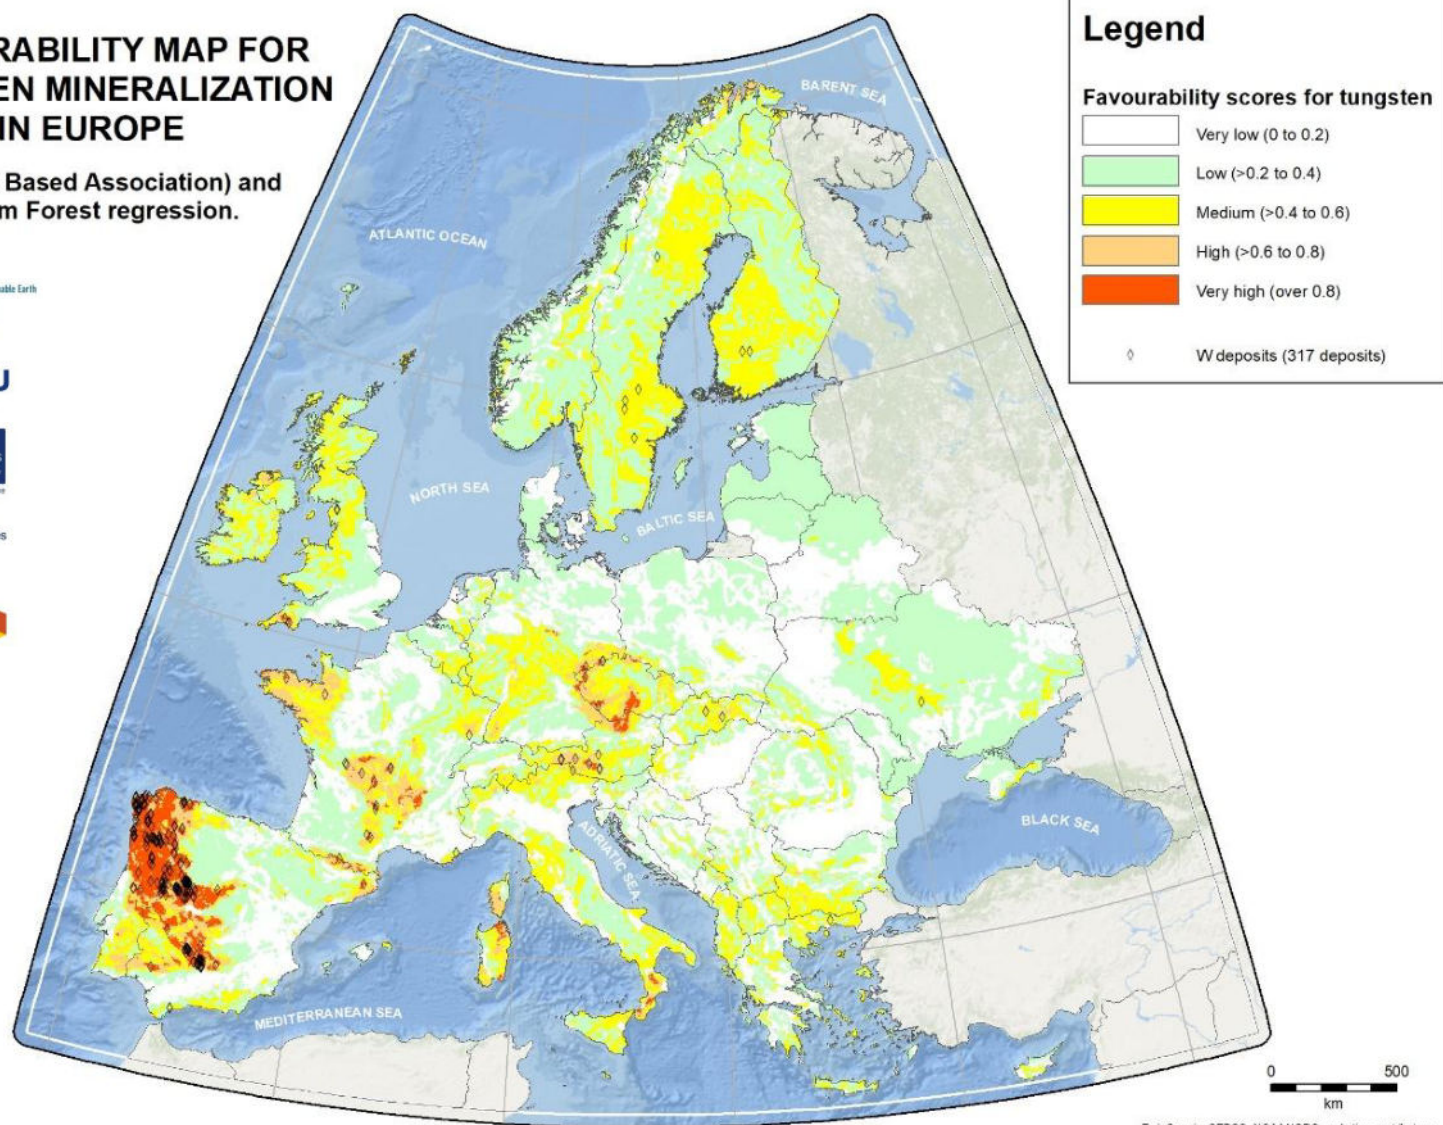 RABILITY MAP FOR
EN MINERALIZATION
IN EUROPE
Based Association) and
m Forest regression.
able Earth
U
s
BARENT SEA
ATLANTIC OCEAN
NORTH SEA
BALTIC SEA
BLACK SEA
ADRIATIC SEA
MEDITERRANEAN SEA
Legend
Favourability scores for tungsten
Very low (0 to 0.2)
Low (>0.2 to 0.4)
Medium (>0.4 to 0.6)
High (>0.6 to 0.8)
Very high (over 0.8)
W deposits (317 deposits)
0 500
km